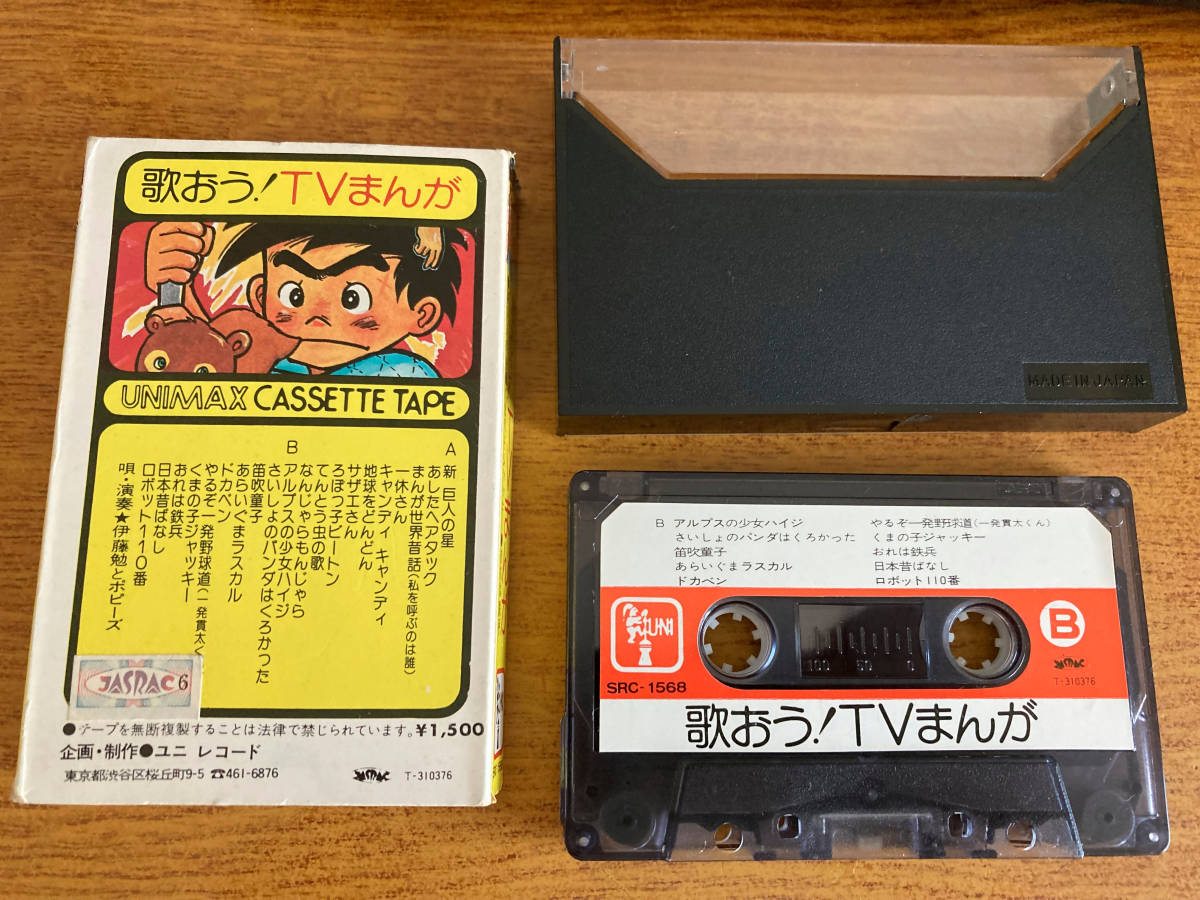 歌おう!TVまんが
UNIMAX CASSETTE TAPE
A
新 巨人の星
あしたへアタック
まんが世界昔話(私を呼ぶのは誰)
一休さん
キャンディ キャンディ
地球をどんどん
サザエさん
ろぼっ子ビートン
てんとう虫の歌
なんじゃらもんじゃら
B
アルプスの少女ハイジ
さいしょのパンダはくろかった
笛吹童子
あらいぐまラスカル
ドカベン
やるぞ一発野球道(一発貫太く
くまの子ジャッキー
おれは鉄兵
日本昔ばなし
ロボット110番
唄・演奏★伊藤勉とポピーズ
JASRAC 6
●テープを無断複製することは法律で禁じられています。¥1,500
企画・制作●ユニ レコード
東京都渋谷区桜丘町9-5 ☎461-6876 JASRAC T-310376
MADE IN JAPAN
B アルプスの少女ハイジ
さいしょのパンダはくろかった
笛吹童子
あらいぐまラスカル
ドカベン
やるぞ一発野球道(一発貫太くん)
くまの子ジャッキー
おれは鉄兵
日本昔ばなし
ロボット110番
UNI
100 50 0
B
SRC-1568
JASRAC
T-310376
歌おう!TVまんが